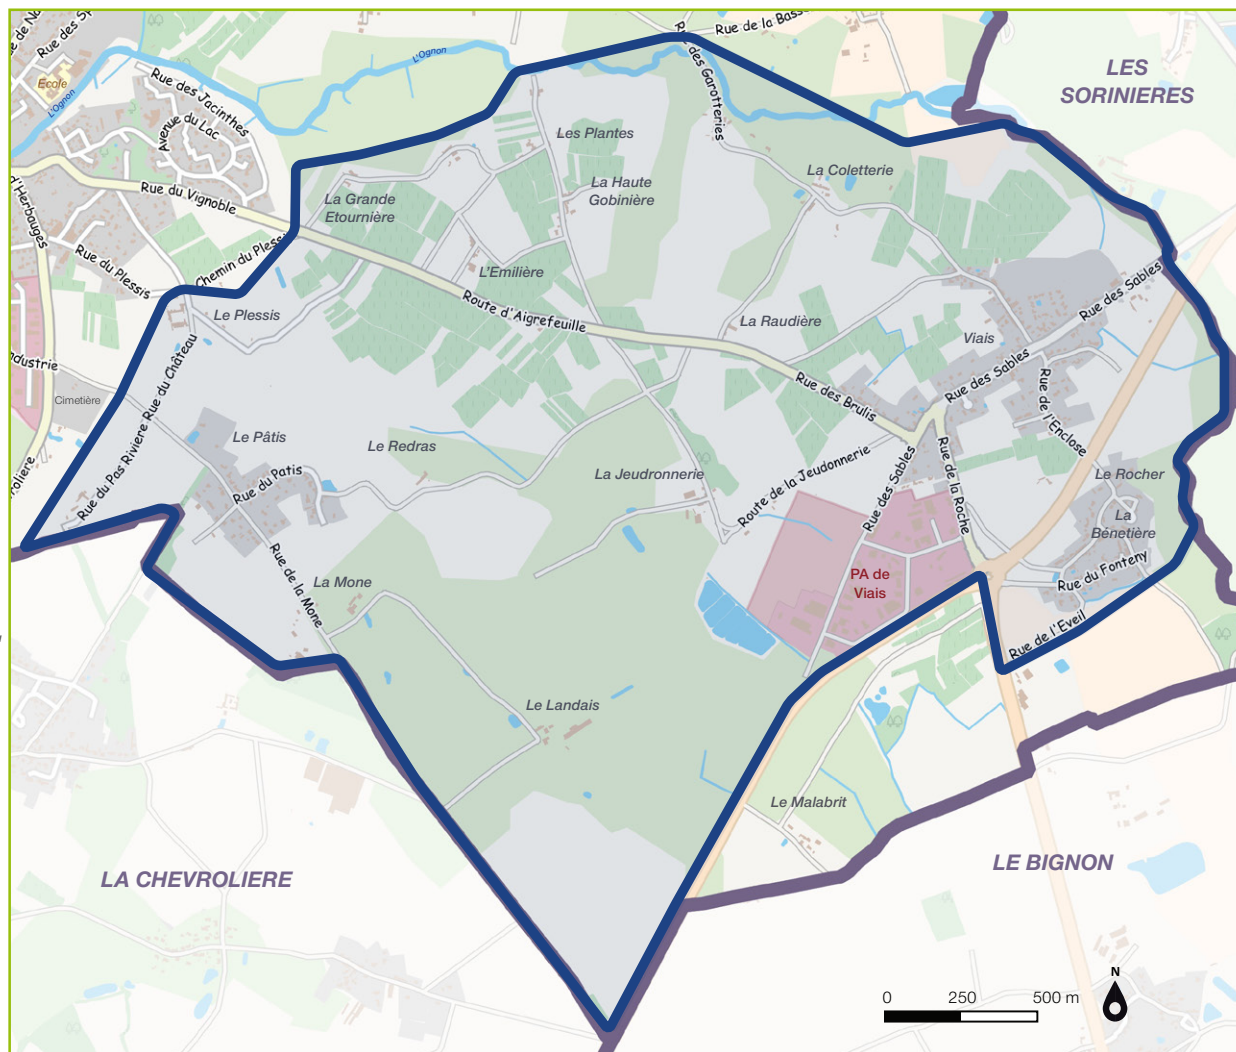 Rue de la Basse
Rue des
L'Ognon
Ecole
L'Ognon
Rue des Jacinthes
Avenue du Lac
Rue des Garotteries
LES
SORINIERES
Les Plantes
La Coletterie
La Haute
Gobinière
La Grande
Etournière
d'Herbauges
Rue du Vignoble
Rue du Plessis
Chemin du Plessis
L'Emilière
Route d'Aigrefeuille
Le Plessis
La Raudière
Viais
Rue des Sables
Rue des Sables
Rue de l'Enclose
Rue des Brulis
ndustrie
Cimetière
Rue du Château
Rue du Pas Riviere
rolière
Le Pâtis
Rue du Patis
Le Redras
La Jeudronnerie
Route de la Jeudonnerie
Rue des Sables
Rue de la Roche
Le Rocher
La
Bénetière
Rue du Fonteny
Rue de l'Eveil
PA de
Viais
La Mone
Rue de la Mone
Le Landais
Le Malabrit
LA CHEVROLIERE
LE BIGNON
N
0 250 500 m